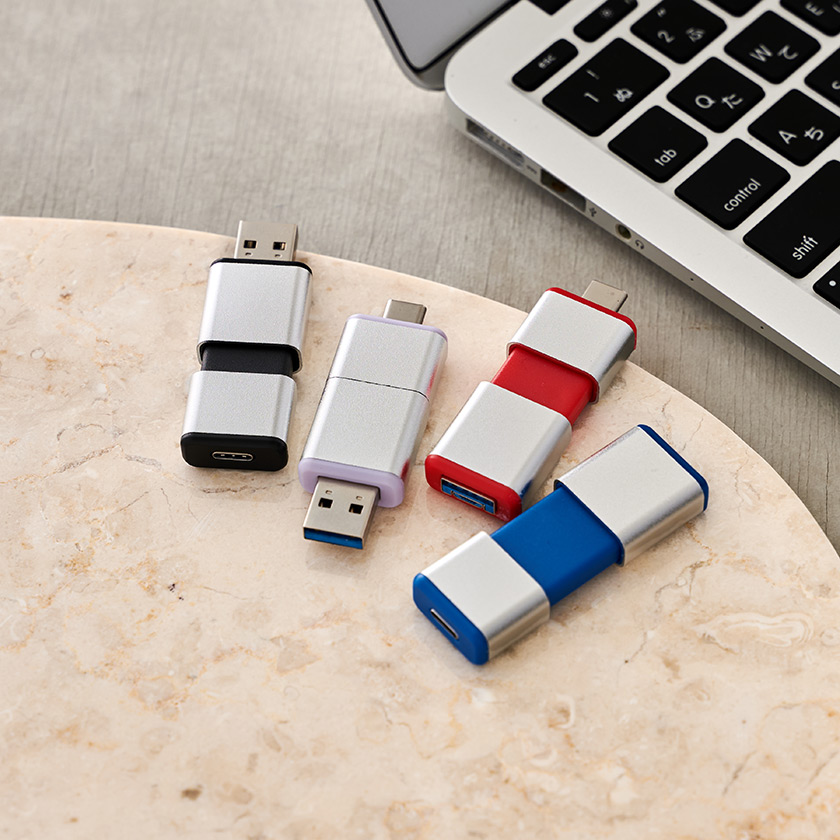 esc
1 ぬ
2 ふ
tab
Q た
W て
control
A ち
shift